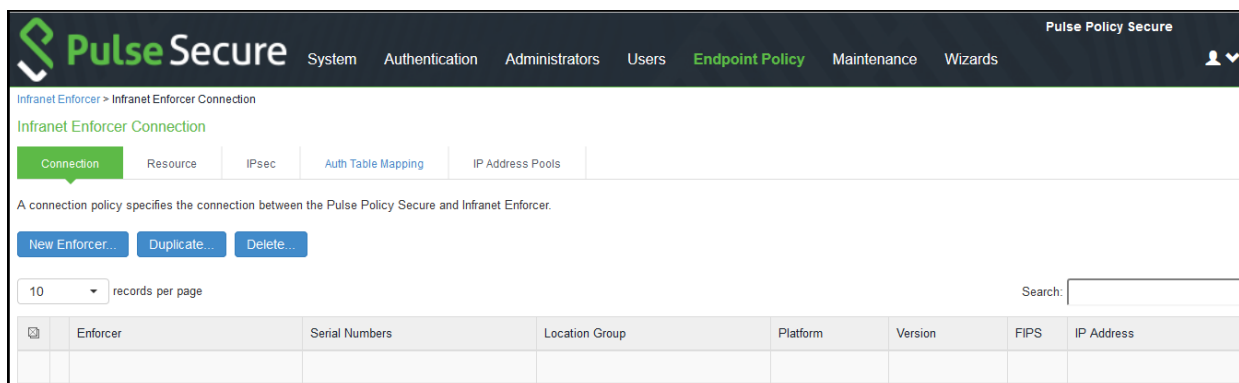 Pulse Policy Secure
Pulse Secure System Authentication Administrators Users Endpoint Policy Maintenance Wizards
Infranet Enforcer > Infranet Enforcer Connection
Infranet Enforcer Connection
Connection Resource IPsec Auth Table Mapping IP Address Pools
A connection policy specifies the connection between the Pulse Policy Secure and Infranet Enforcer.
New Enforcer... Duplicate... Delete...
10 records per page Search:
Enforcer Serial Numbers Location Group Platform Version FIPS IP Address